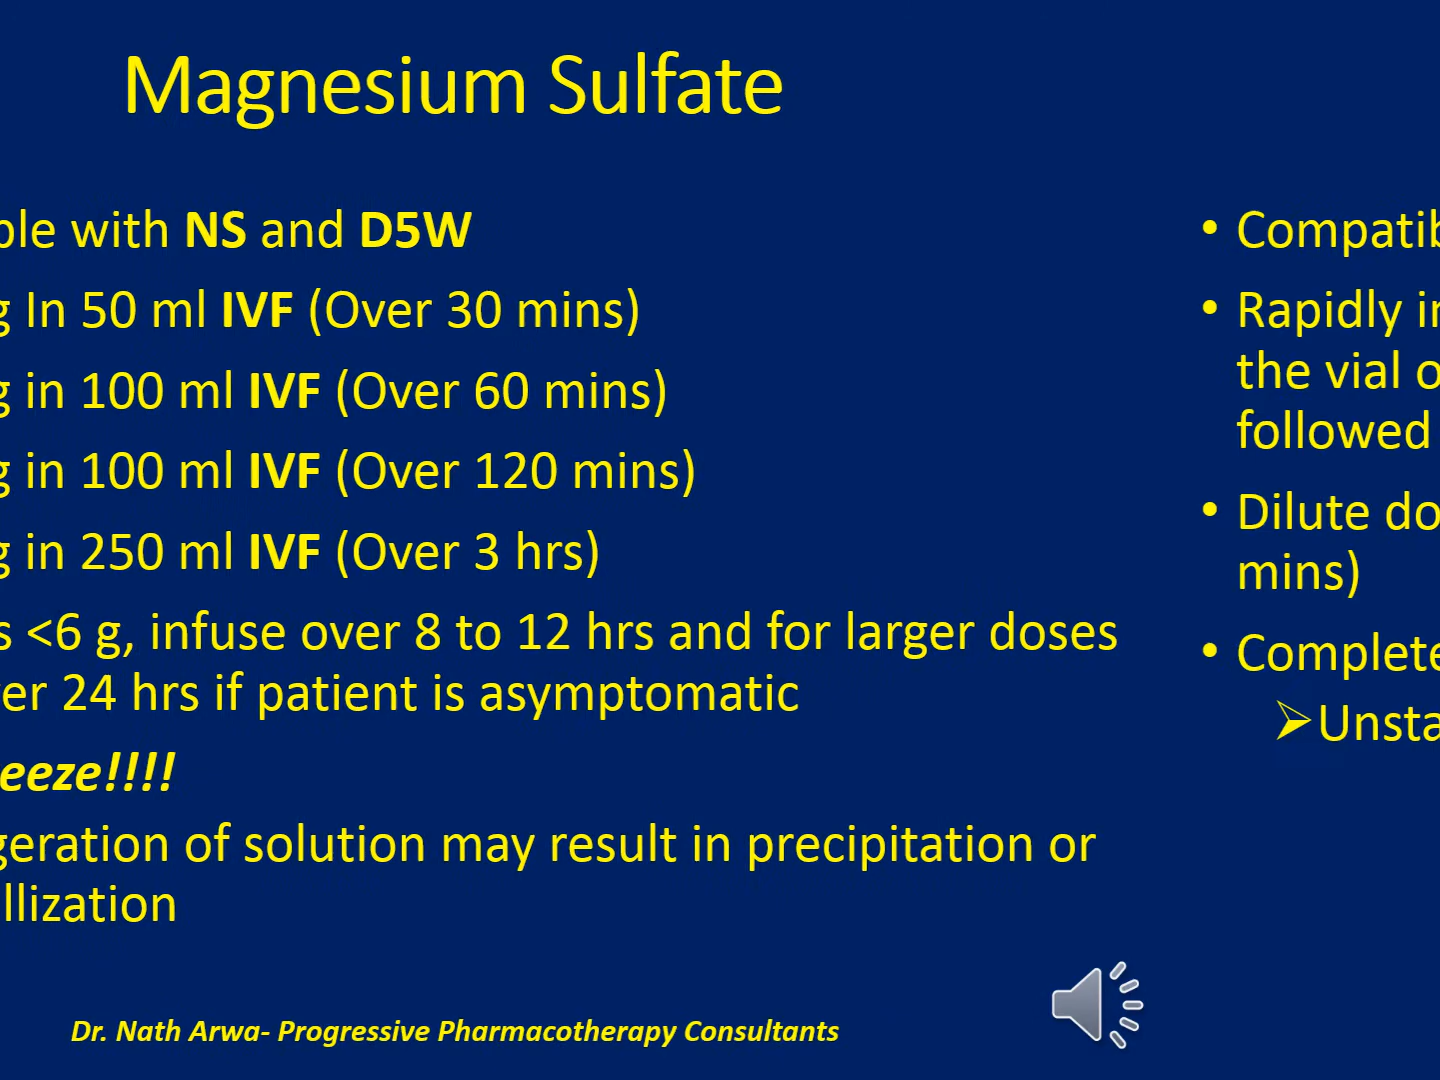 Magnesium Sulfate
ble with NS and D5W
g In 50 ml IVF (Over 30 mins)
g in 100 ml IVF (Over 60 mins)
g in 100 ml IVF (Over 120 mins)
g in 250 ml IVF (Over 3 hrs)
s <6 g, infuse over 8 to 12 hrs and for larger doses
er 24 hrs if patient is asymptomatic
eeze!!!!
geration of solution may result in precipitation or
llization
• Compatib
• Rapidly in
the vial o
followed
• Dilute do
mins)
• Complete
➢Unsta
Dr. Nath Arwa- Progressive Pharmacotherapy Consultants